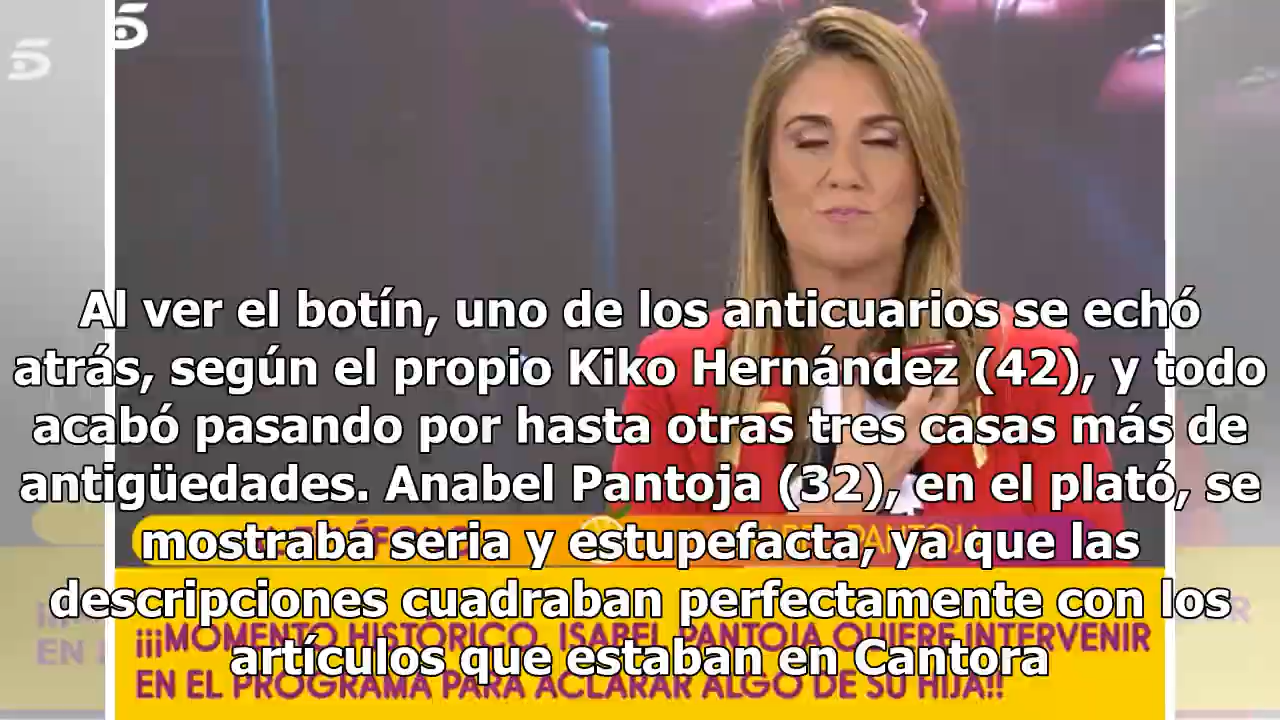 5
5
Al ver el botín, uno de los anticuarios se echó
atrás, según el propio Kiko Hernández (42), y todo
acabó pasando por hasta otras tres casas más de
antigüedades. Anabel Pantoja (32), en el plató, se
mostraba seria y estupefacta, ya que las
descripciones cuadraban perfectamente con los
artículos que estaban en Cantora
¡¡¡MOMENTO HISTÓRICO, ISABEL PANTOJA QUIERE INTERVENIR
EN EL PROGRAMA PARA ACLARAR ALGO DE SU HIJA!!